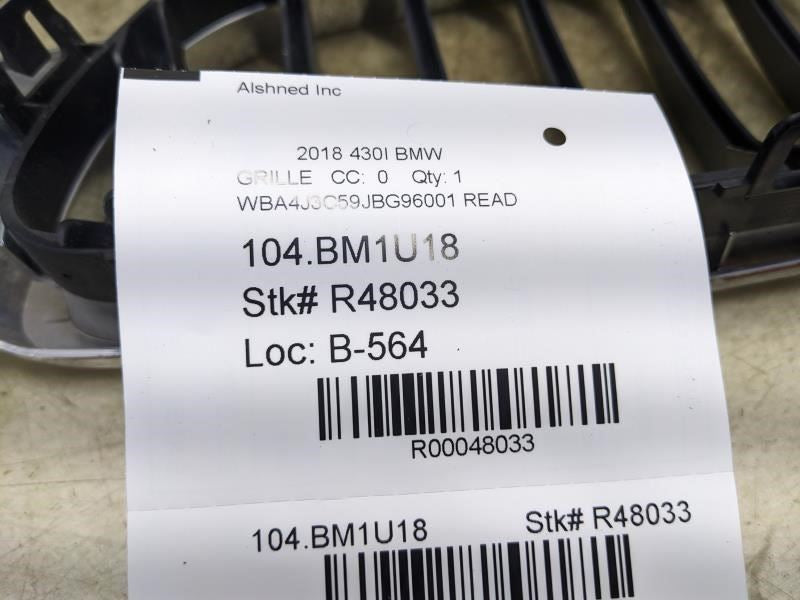 Alshned Inc
2018 430I BMW
GRILLE CC: 0 Qty: 1
WBA4J3C59JBG96001 READ
104.BM1U18
Stk# R48033
Loc: B-564
R00048033
104.BM1U18 Stk# R48033